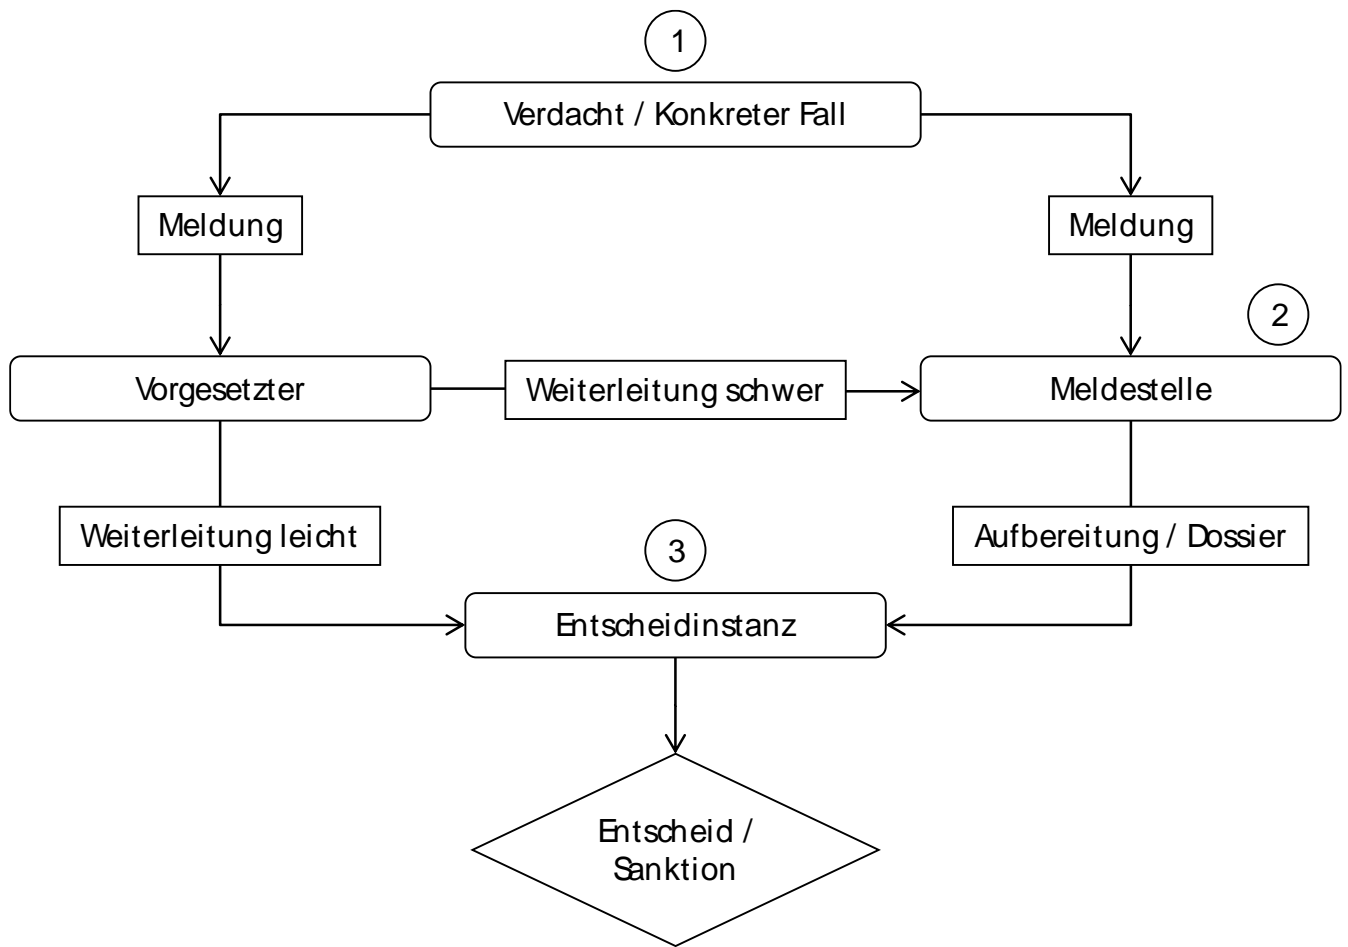 1
Verdacht / Konkreter Fall
Meldung
Meldung
2
Vorgesetzter
Weiterleitung schwer
Meldestelle
Weiterleitung leicht
3
Aufbereitung / Dossier
Entscheidinstanz
Entscheid /
Sanktion